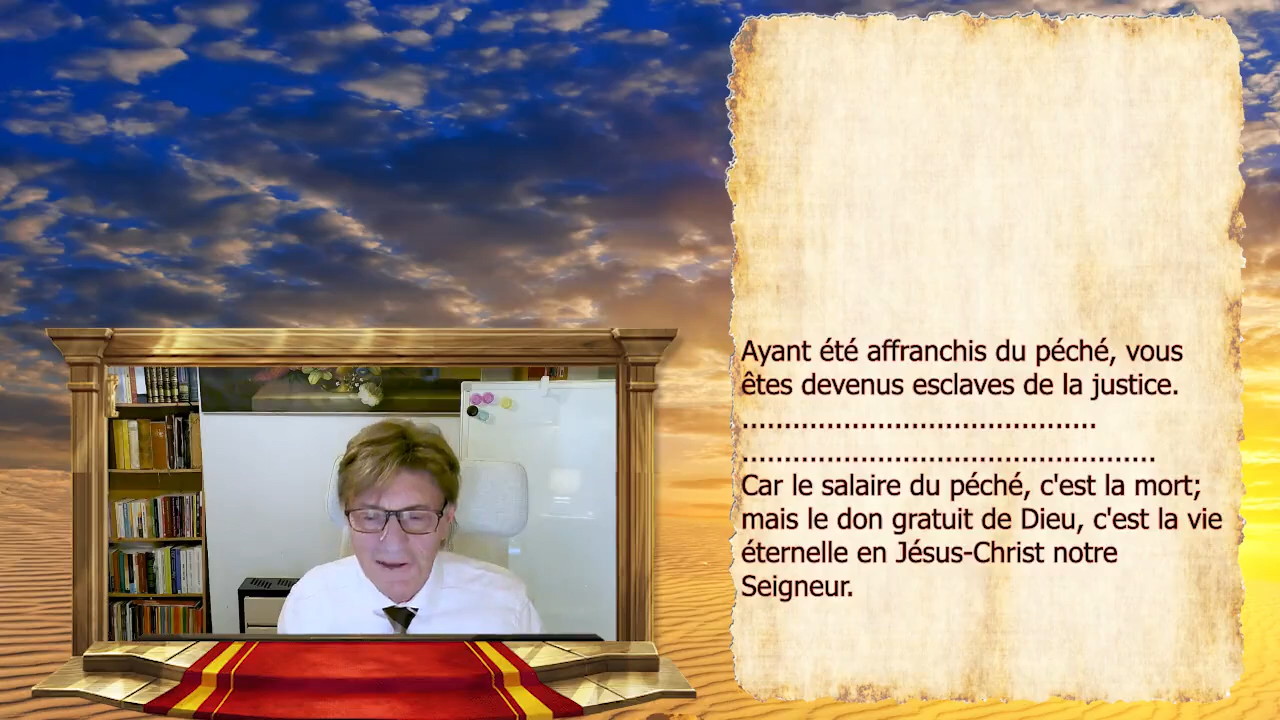 Ayant été affranchis du péché, vous
êtes devenus esclaves de la justice.
.........................................
................................................
Car le salaire du péché, c'est la mort;
mais le don gratuit de Dieu, c'est la vie
éternelle en Jésus-Christ notre
Seigneur.